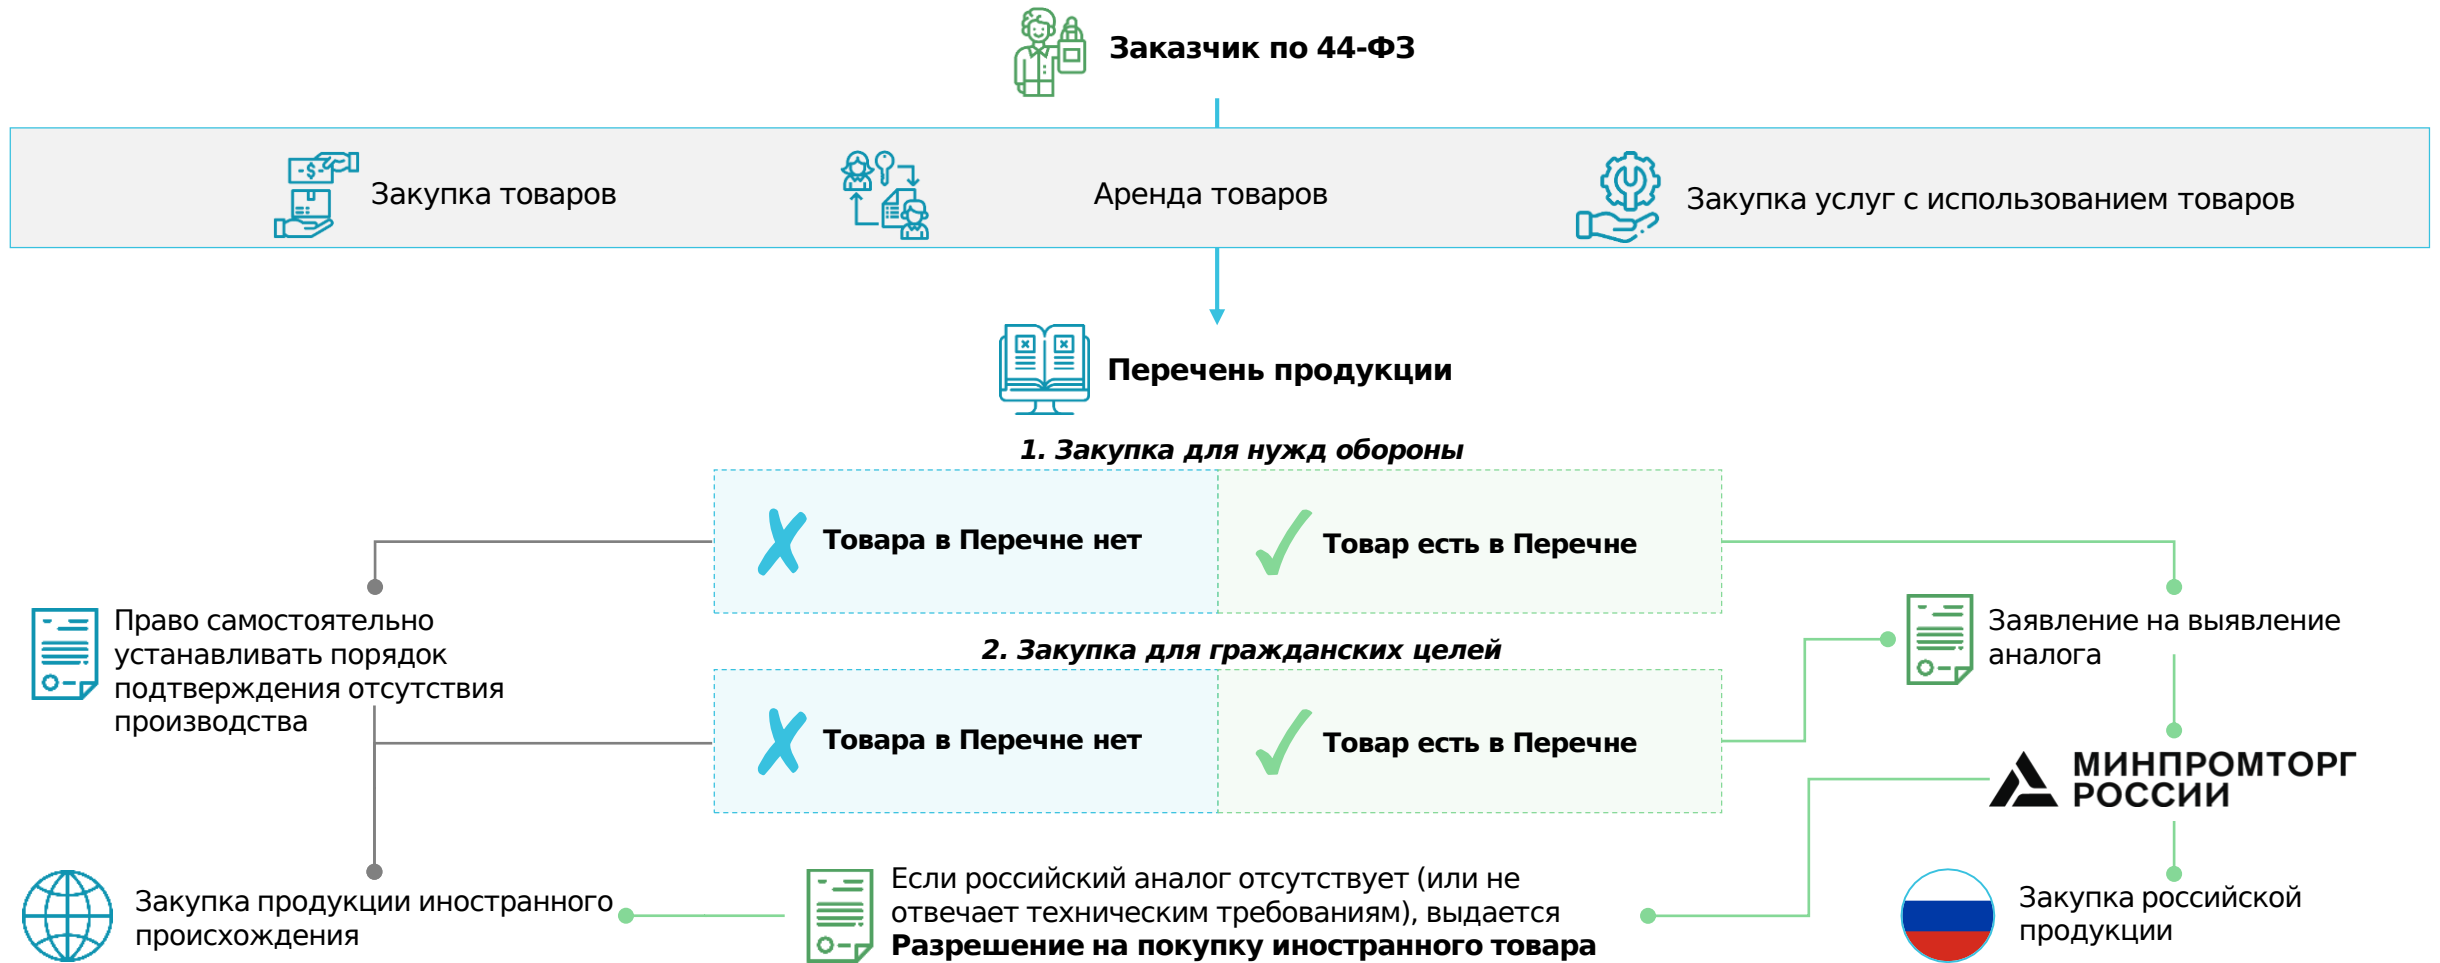 Заказчик по 44-ФЗ
Закупка товаров
Аренда товаров
Закупка услуг с использованием товаров
Перечень продукции
1. Закупка для нужд обороны
Товара в Перечне нет
Товар есть в Перечне
Право самостоятельно
устанавливать порядок
подтверждения отсутствия
производства
Заявление на выявление
аналога
2. Закупка для гражданских целей
Товара в Перечне нет
Товар есть в Перечне
МИНПРОМТОРГ
РОССИИ
Закупка продукции иностранного
происхождения
Если российский аналог отсутствует (или не
отвечает техническим требованиям), выдается
Разрешение на покупку иностранного товара
Закупка российской
продукции